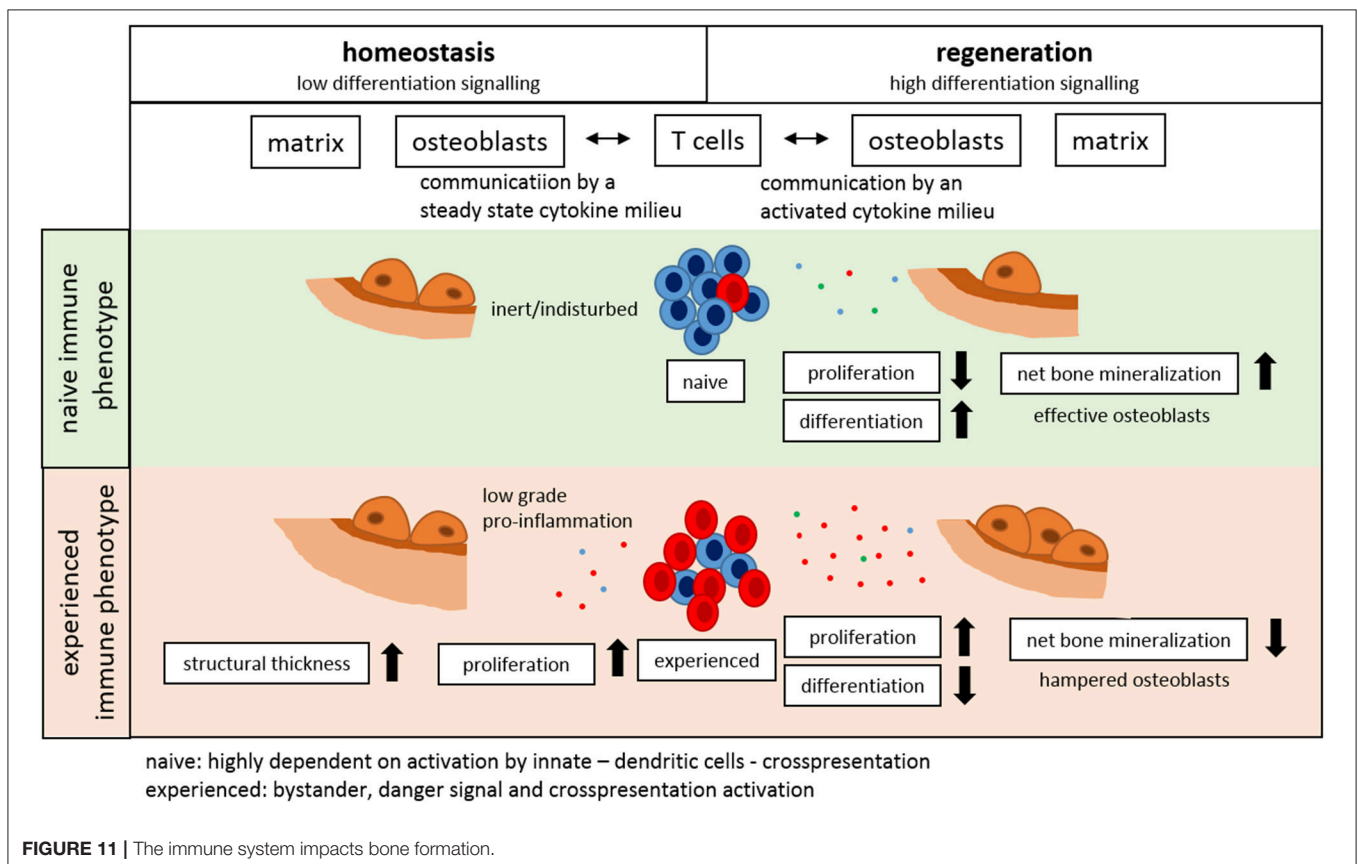 homeostasis
low differentiation signalling
regeneration
high differentiation signalling
matrix
osteoblasts
T cells
osteoblasts
matrix
communicatiion by a
steady state cytokine milieu
communication by an
activated cytokine milieu
naive immune
phenotype
inert/indisturbed
naive
proliferation
differentiation
net bone mineralization
effective osteoblasts
experienced
immune phenotype
low grade
pro-inflammation
structural thickness
proliferation
experienced
proliferation
differentiation
net bone mineralization
hampered osteoblasts
naive: highly dependent on activation by innate – dendritic cells - crosspresentation
experienced: bystander, danger signal and crosspresentation activation
FIGURE 11 | The immune system impacts bone formation.